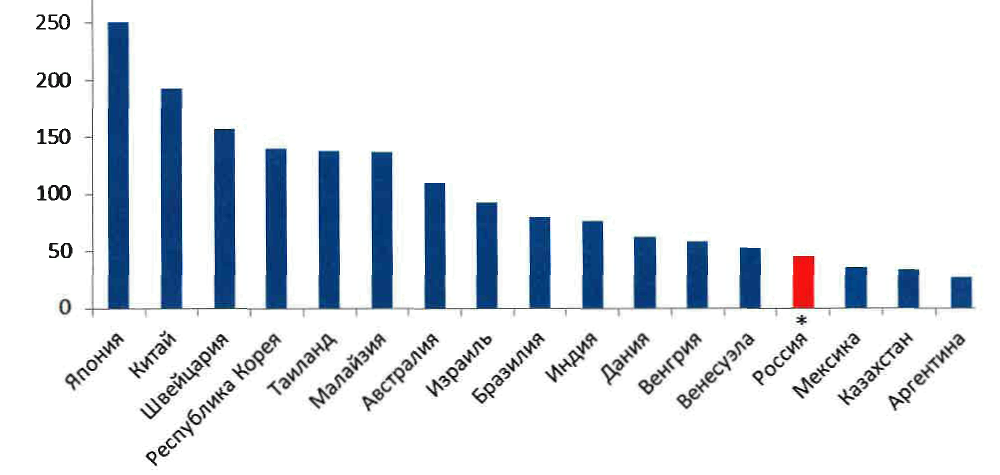 250
200
150
100
50
0
*
Япония
Китай
Швейцария
Республика Корея
Таиланд
Малайзия
Австралия
Израиль
Бразилия
Индия
Дания
Венгрия
Венесуэла
Россия
Мексика
Казахстан
Аргентина